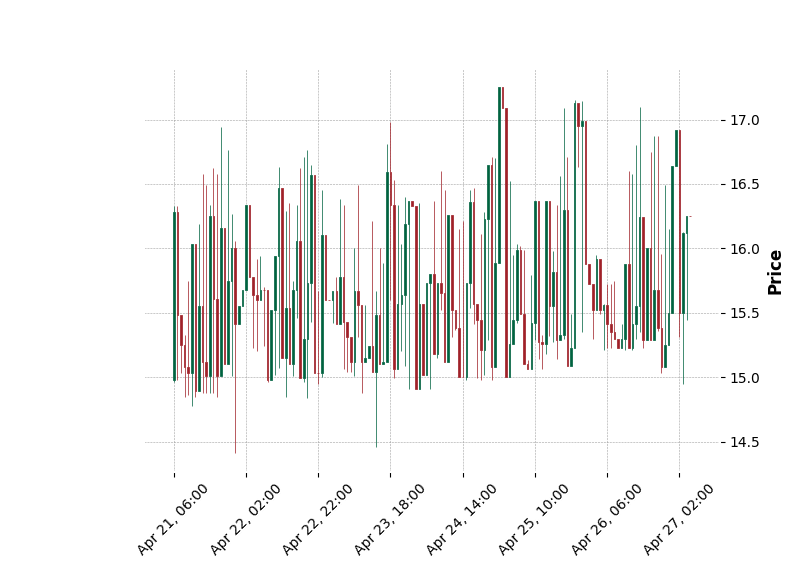 17.0
16.5
16.0
15.5
15.0
14.5
Price
Apr 21, 06:00
Apr 22, 02:00
Apr 22, 22:00
Apr 23, 18:00
Apr 24, 14:00
Apr 25, 10:00
Apr 26, 06:00
Apr 27, 02:00